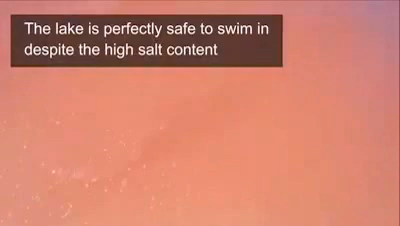 The lake is perfectly safe to swim in
despite the high salt content